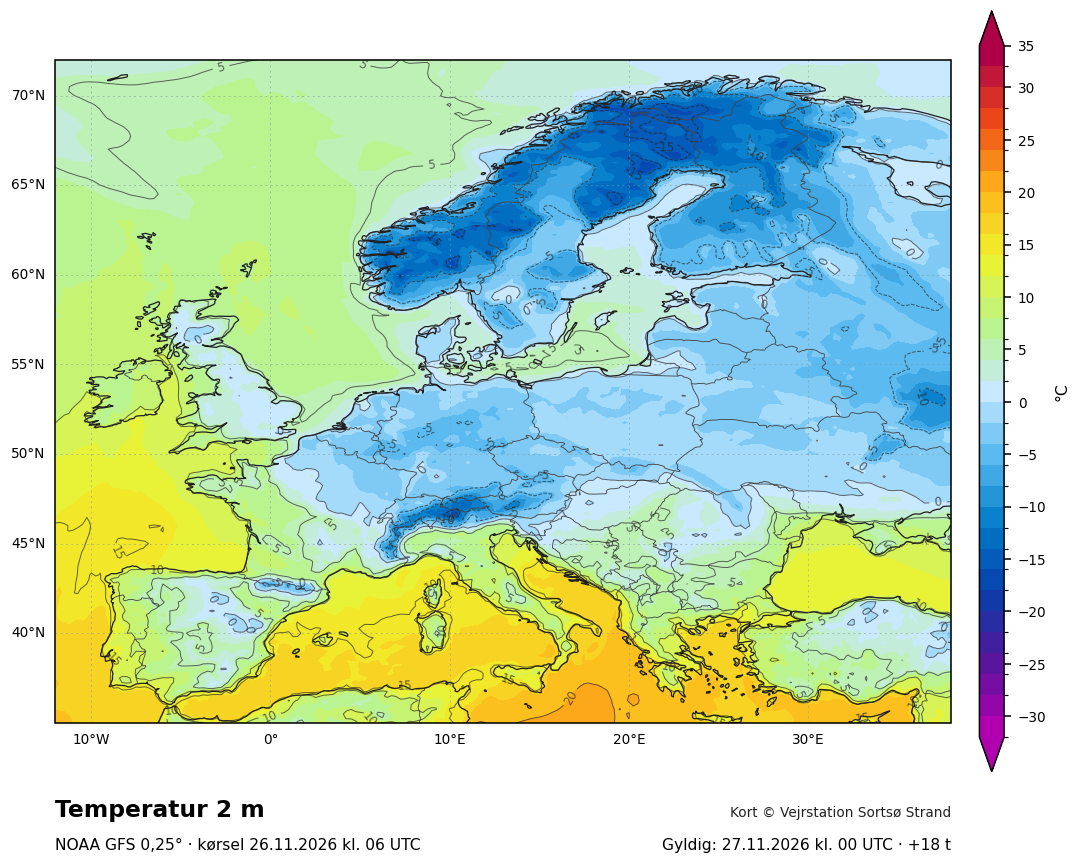 70°N
65°N
60°N
55°N
50°N
45°N
40°N
10°W
0°
10°E
20°E
30°E
35
30
25
20
15
10
5
0
−5
−10
−15
−20
−25
−30
°C
Temperatur 2 m
Kort © Vejrstation Sortsø Strand
NOAA GFS 0,25° · kørsel 26.11.2026 kl. 06 UTC
Gyldig: 27.11.2026 kl. 00 UTC · +18 t